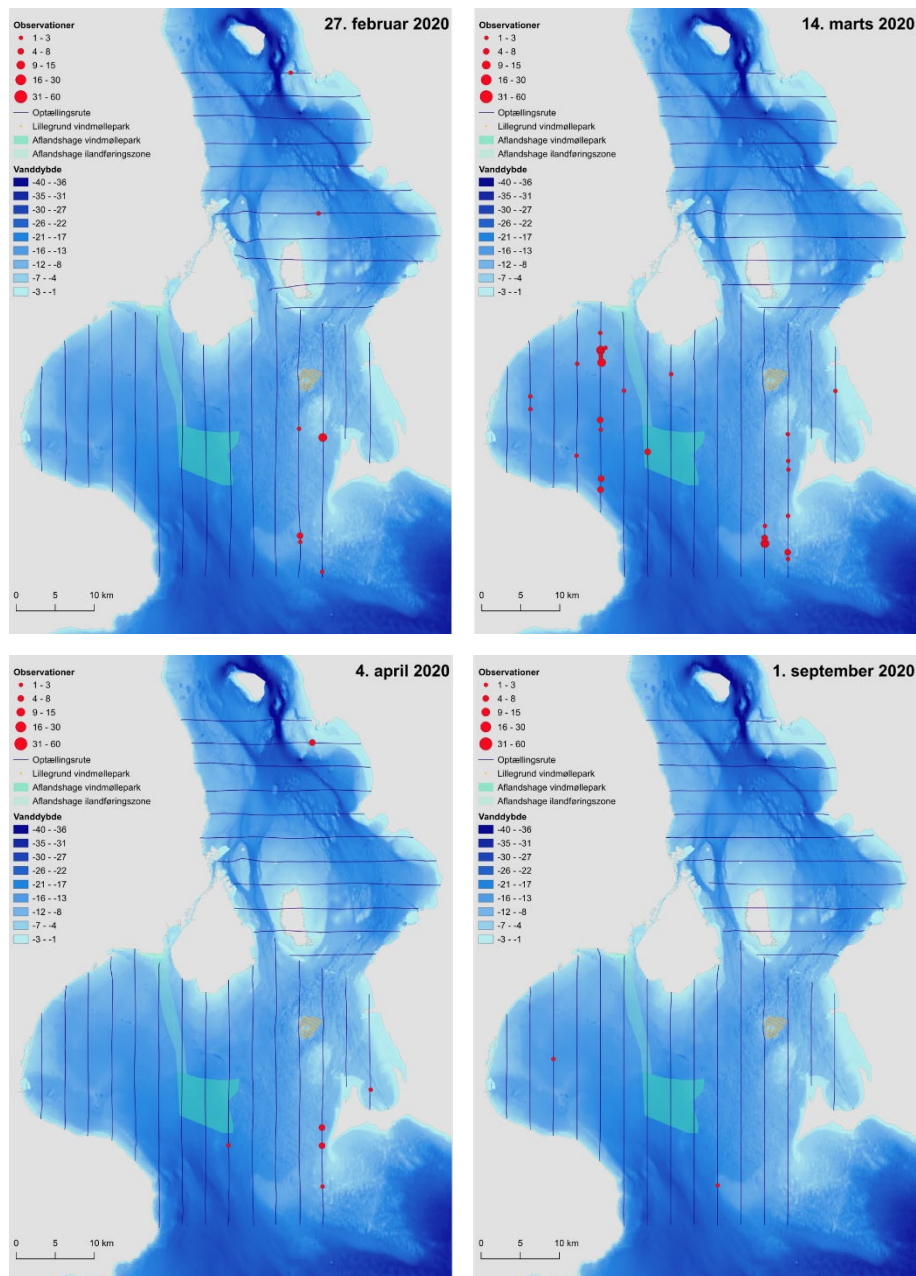 27. februar 2020
Observationer
1 - 3
4 - 8
9 - 15
16 - 30
31 - 60
Optællingsrute
Lillegrund vindmøllepark
Aflandshage vindmøllepark
Aflandshage ilandføringszone
Vanddybde
-40 - -36
-35 - -31
-30 - -27
-26 - -22
-21 - -17
-16 - -13
-12 - -8
-7 - -4
-3 - -1
0 5 10 km
14. marts 2020
Observationer
1 - 3
4 - 8
9 - 15
16 - 30
31 - 60
Optællingsrute
Lillegrund vindmøllepark
Aflandshage vindmøllepark
Aflandshage ilandføringszone
Vanddybde
-40 - -36
-35 - -31
-30 - -27
-26 - -22
-21 - -17
-16 - -13
-12 - -8
-7 - -4
-3 - -1
0 5 10 km
4. april 2020
Observationer
1 - 3
4 - 8
9 - 15
16 - 30
31 - 60
Optællingsrute
Lillegrund vindmøllepark
Aflandshage vindmøllepark
Aflandshage ilandføringszone
Vanddybde
-40 - -36
-35 - -31
-30 - -27
-26 - -22
-21 - -17
-16 - -13
-12 - -8
-7 - -4
-3 - -1
0 5 10 km
1. september 2020
Observationer
1 - 3
4 - 8
9 - 15
16 - 30
31 - 60
Optællingsrute
Lillegrund vindmøllepark
Aflandshage vindmøllepark
Aflandshage ilandføringszone
Vanddybde
-40 - -36
-35 - -31
-30 - -27
-26 - -22
-21 - -17
-16 - -13
-12 - -8
-7 - -4
-3 - -1
0 5 10 km